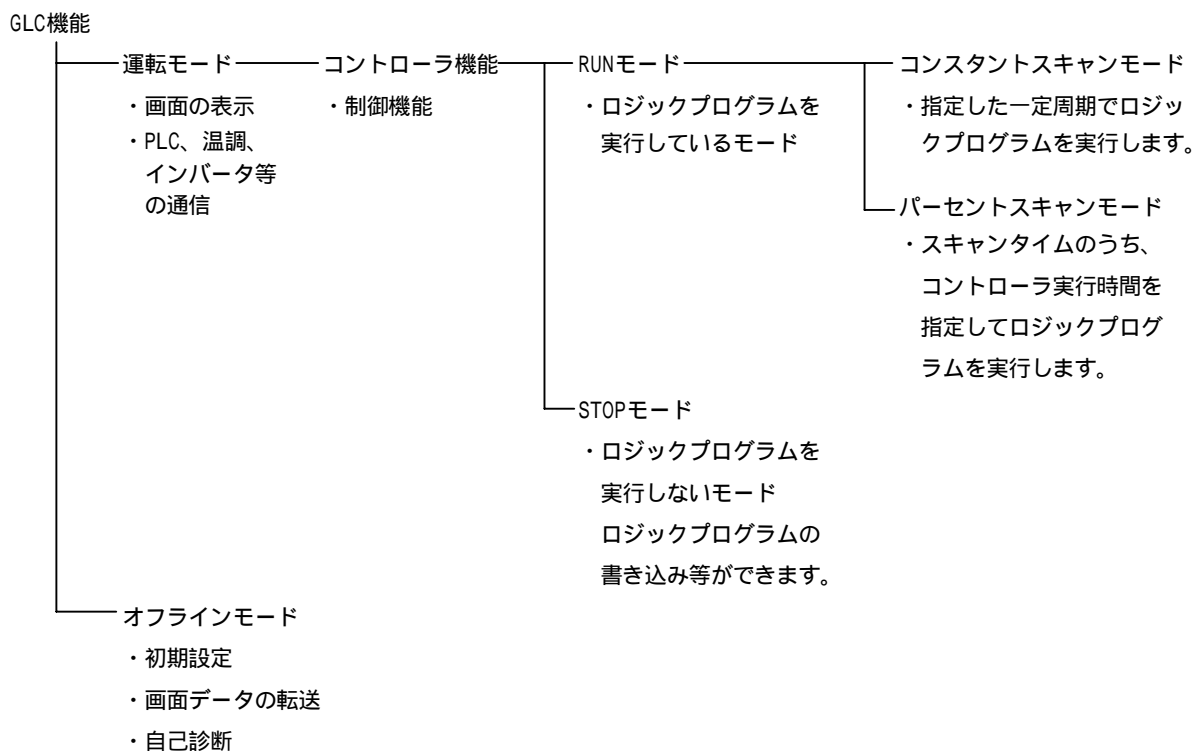 GLC機能
運転モード
・画面の表示
・PLC、温調、
インバータ等
の通信
コントローラ機能
・制御機能
RUNモード
・ロジックプログラムを
実行しているモード
コンスタントスキャンモード
・指定した一定周期でロジッ
クプログラムを実行します。
パーセントスキャンモード
・スキャンタイムのうち、
コントローラ実行時間を
指定してロジックプログ
ラムを実行します。
STOPモード
・ロジックプログラムを
実行しないモード
ロジックプログラムの
書き込み等ができます。
オフラインモード
・初期設定
・画面データの転送
・自己診断